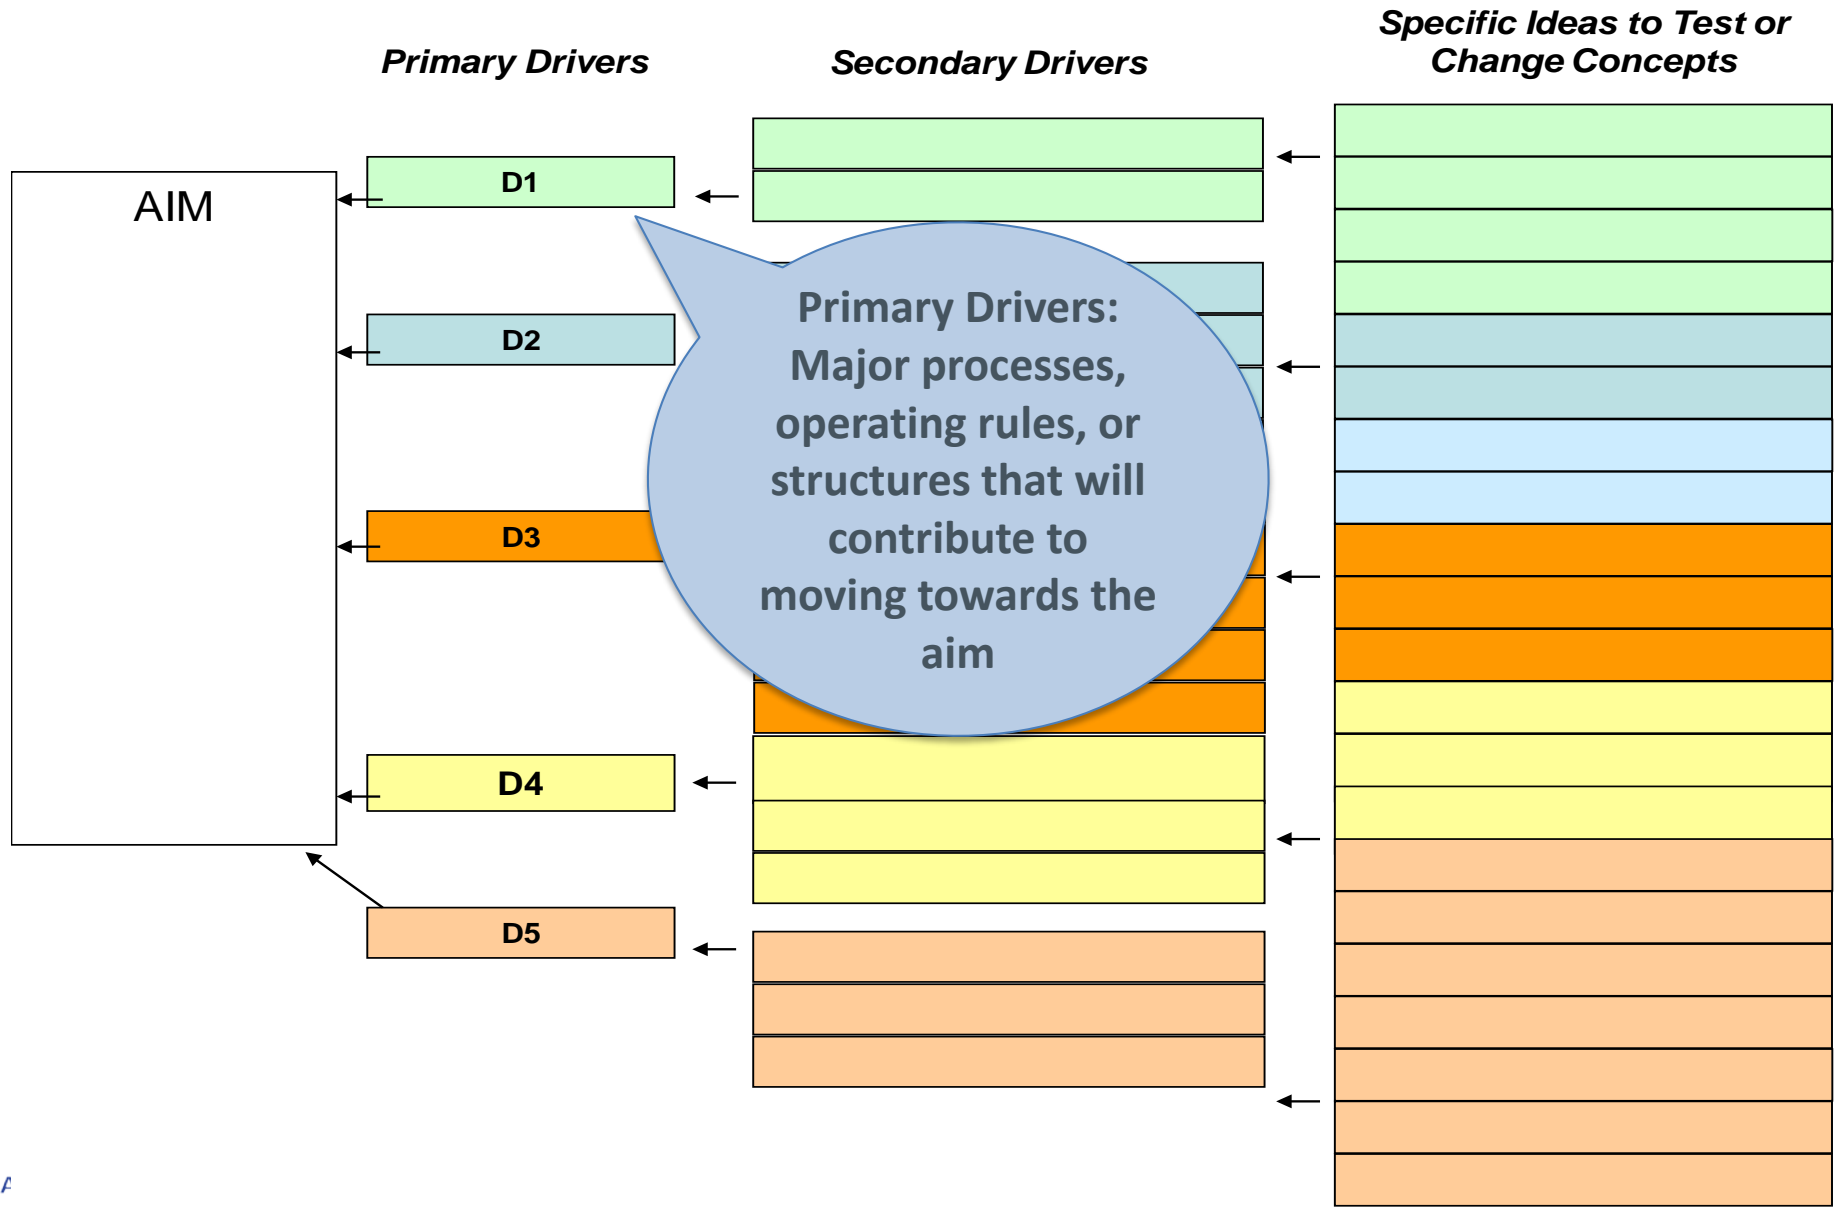 Primary Drivers
Secondary Drivers
Specific Ideas to Test or
Change Concepts
AIM
D1
D2
D3
D4
D5
Primary Drivers:
Major processes,
operating rules, or
structures that will
contribute to
moving towards the
aim